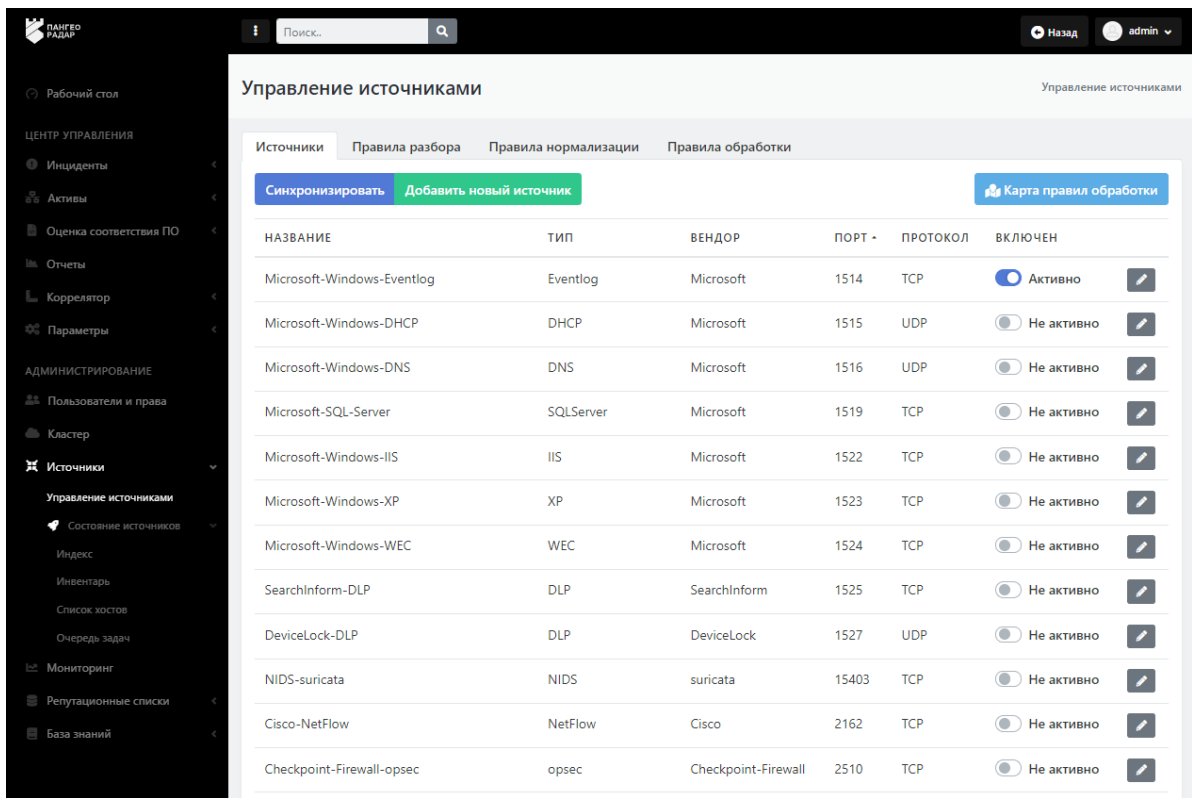 ПАНГЕО
РАДАР
Поиск..
Назад
admin
Рабочий стол
ЦЕНТР УПРАВЛЕНИЯ
Инциденты
Активы
Оценка соответствия ПО
Отчеты
Коррелятор
Параметры
АДМИНИСТРИРОВАНИЕ
Пользователи и права
Кластер
Источники
Управление источниками
Состояние источников
Индекс
Инвентарь
Список хостов
Очередь задач
Мониторинг
Репутационные списки
База знаний
Управление источниками
Управление источниками
Источники Правила разбора Правила нормализации Правила обработки
Синхронизировать Добавить новый источник Карта правил обработки
НАЗВАНИЕ ТИП ВЕНДОР ПОРТ ПРОТОКОЛ ВКЛЮЧЕН
Microsoft-Windows-Eventlog Eventlog Microsoft 1514 TCP Активно
Microsoft-Windows-DHCP DHCP Microsoft 1515 UDP Не активно
Microsoft-Windows-DNS DNS Microsoft 1516 UDP Не активно
Microsoft-SQL-Server SQLServer Microsoft 1519 TCP Не активно
Microsoft-Windows-IIS IIS Microsoft 1522 TCP Не активно
Microsoft-Windows-XP XP Microsoft 1523 TCP Не активно
Microsoft-Windows-WEC WEC Microsoft 1524 TCP Не активно
SearchInform-DLP DLP SearchInform 1525 TCP Не активно
DeviceLock-DLP DLP DeviceLock 1527 UDP Не активно
NIDS-suricata NIDS suricata 15403 TCP Не активно
Cisco-NetFlow NetFlow Cisco 2162 TCP Не активно
Checkpoint-Firewall-opsec opsec Checkpoint-Firewall 2510 TCP Не активно